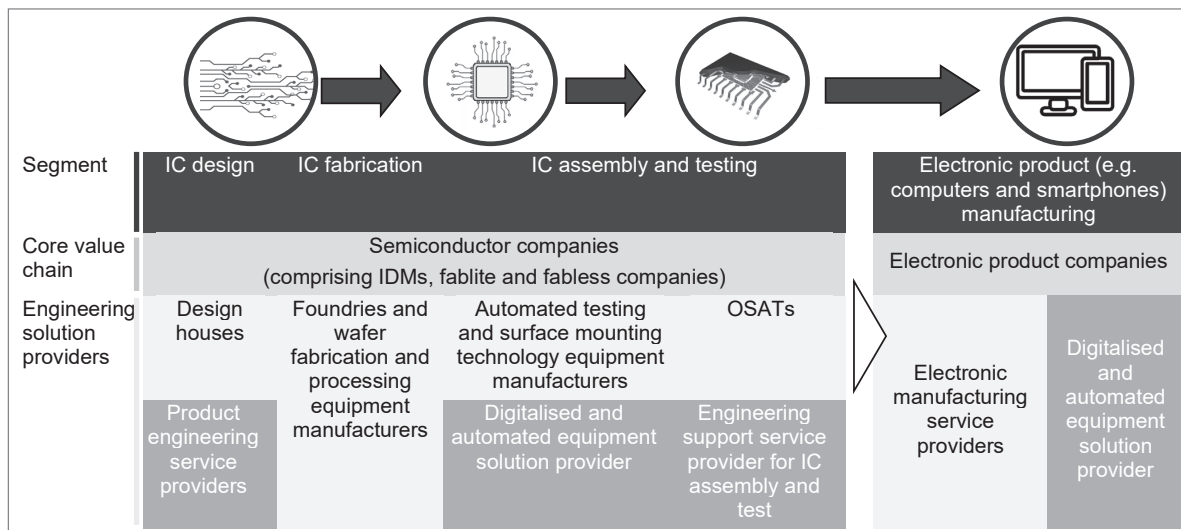 Segment
IC design
IC fabrication
IC assembly and testing
Electronic product (e.g.
computers and smartphones)
manufacturing
Core value
chain
Semiconductor companies
(comprising IDMs, fablite and fabless companies)
Electronic product companies
Engineering
solution
providers
Design
houses
Foundries and
wafer
fabrication and
processing
equipment
manufacturers
Automated testing
and surface mounting
technology equipment
manufacturers
OSATs
Product
engineering
service
providers
Digitalised and
automated equipment
solution provider
Engineering
support service
provider for IC
assembly and
test
Electronic
manufacturing
service
providers
Digitalised
and
automated
equipment
solution
provider